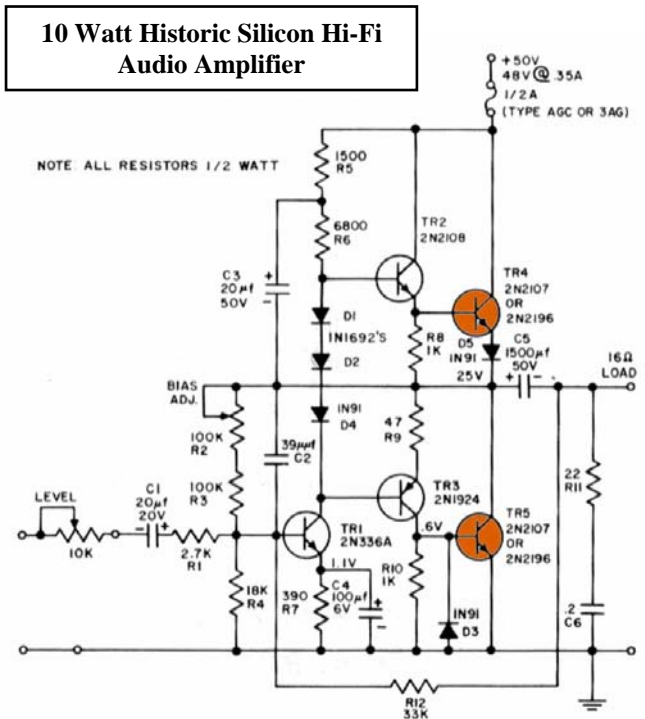 10 Watt Historic Silicon Hi-Fi
Audio Amplifier
+50V
48V@.35A
1/2A
(TYPE AGC OR 3AG)
NOTE: ALL RESISTORS 1/2 WATT
1500
R5
6800
R6
TR2
2N2108
C3
20µf
50V
+
-
D1
1N1692'S
D2
TR4
2N2107
OR
2N2196
R8
1K
D5
1N91
25V
C5
1500µf
50V
+
-
16Ω
LOAD
BIAS
ADJ.
100K
R2
1N91
D4
47
R9
39µµf
C2
100K
R3
TR3
2N1924
22
R11
LEVEL
10K
C1
20µf
20V
-
+
2.7K
R1
TR1
2N336A
.6V
TR5
2N2107
OR
2N2196
18K
R4
1.1V
390
R7
C4
100µf
6V
+
-
R10
1K
1N91
D3
.2
C6
R12
33K